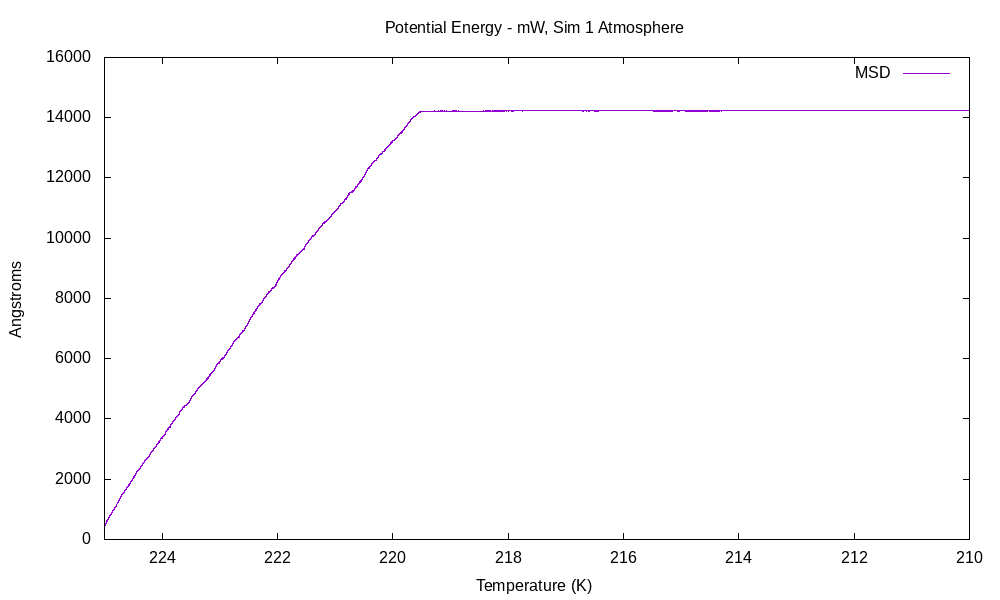 Potential Energy - mW, Sim 1 Atmosphere
MSD
16000
14000
12000
10000
8000
6000
4000
2000
0
Angstroms
224 222 220 218 216 214 212 210
Temperature (K)